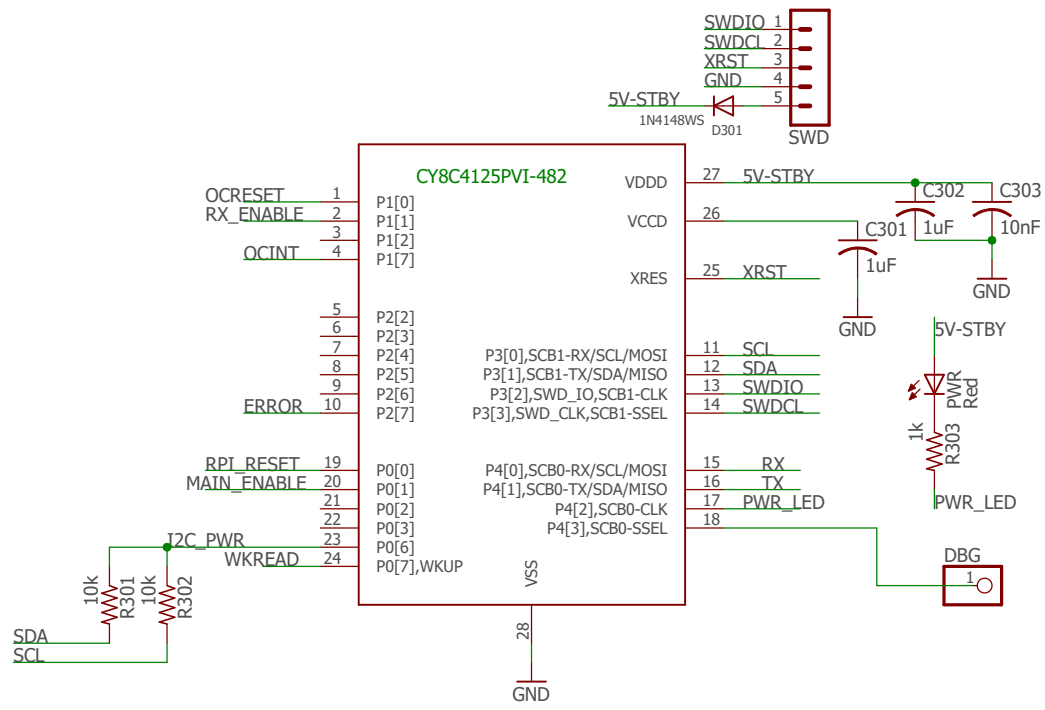 SWDIO 1
SWDCL 2
XRST 3
GND 4
5V-STBY 5
1N4148WS D301
SWD
CY8C4125PVI-482
OCRESET 1 P1[0]
RX_ENABLE 2 P1[1]
3 P1[2]
OCINT 4 P1[7]
5 P2[2]
6 P2[3]
7 P2[4]
8 P2[5]
9 P2[6]
ERROR 10 P2[7]
RPI_RESET 19 P0[0]
MAIN_ENABLE 20 P0[1]
21 P0[2]
22 P0[3]
I2C_PWR 23 P0[6]
WKREAD 24 P0[7],WKUP
VDDD 27 5V-STBY
VCCD 26
XRES 25 XRST
P3[0],SCB1-RX/SCL/MOSI 11 SCL
P3[1],SCB1-TX/SDA/MISO 12 SDA
P3[2],SWD_IO,SCB1-CLK 13 SWDIO
P3[3],SWD_CLK,SCB1-SSEL 14 SWDCL
P4[0],SCB0-RX/SCL/MOSI 15 RX
P4[1],SCB0-TX/SDA/MISO 16 TX
P4[2],SCB0-CLK 17 PWR_LED
P4[3],SCB0-SSEL 18
VSS
28
GND
C302
1uF
C303
10nF
GND
C301
1uF
GND
5V-STBY
PWR
Red
1k
R303
PWR_LED
DBG
1
10k
R301
10k
R302
SDA
SCL